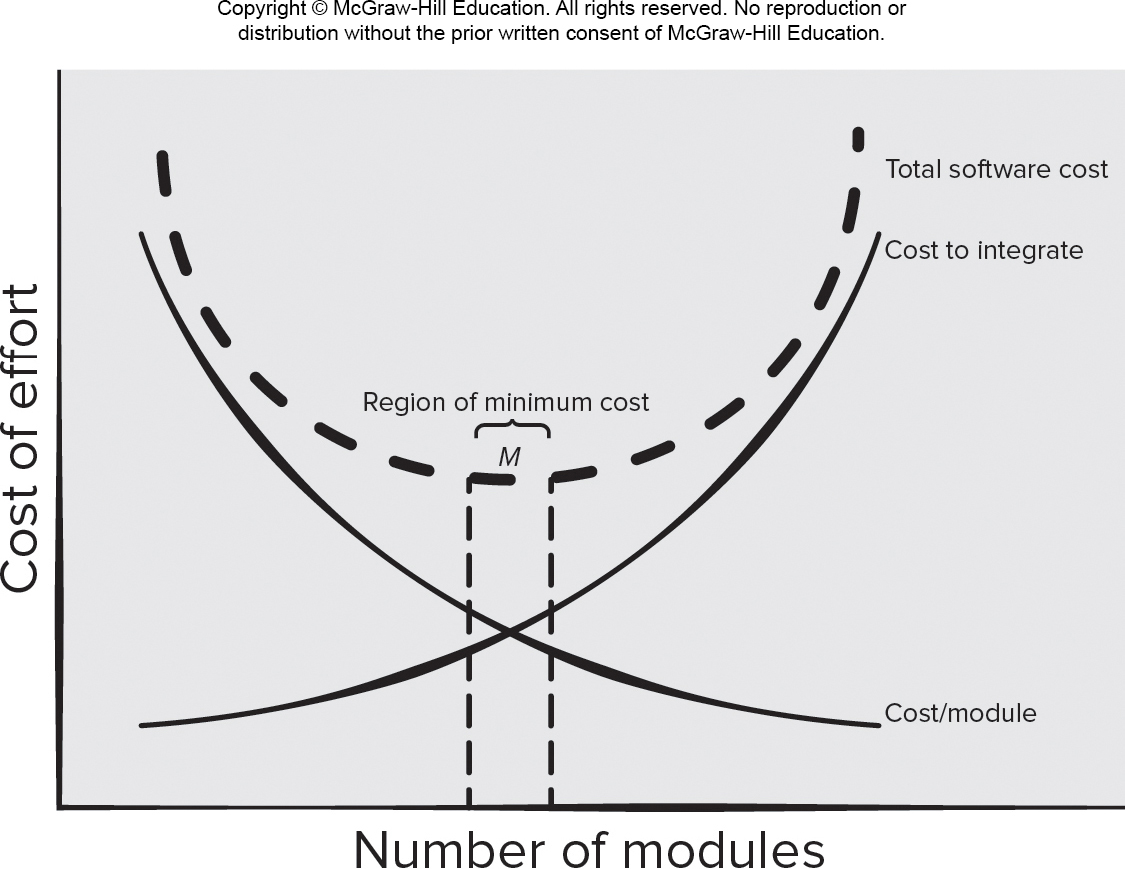 Copyright © McGraw-Hill Education. All rights reserved. No reproduction or
distribution without the prior written consent of McGraw-Hill Education.
Total software cost
Cost to integrate
Region of minimum cost
M
Cost of effort
Cost/module
Number of modules